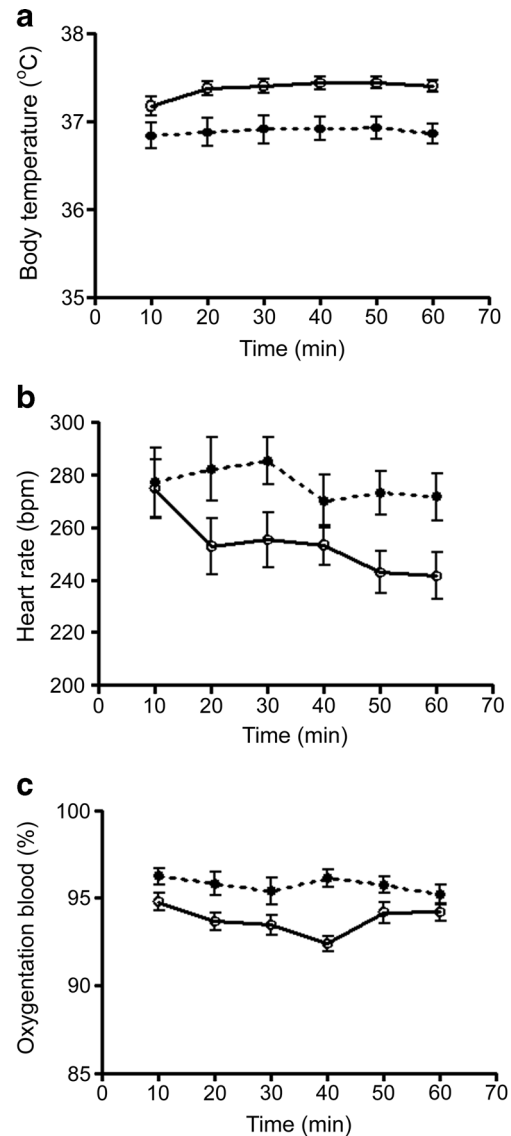 a
Body temperature (°C)
38
37
36
35
0 10 20 30 40 50 60 70
Time (min)
b
Heart rate (bpm)
300
280
260
240
220
200
0 10 20 30 40 50 60 70
Time (min)
c
Oxygentation blood (%)
100
95
90
85
0 10 20 30 40 50 60 70
Time (min)